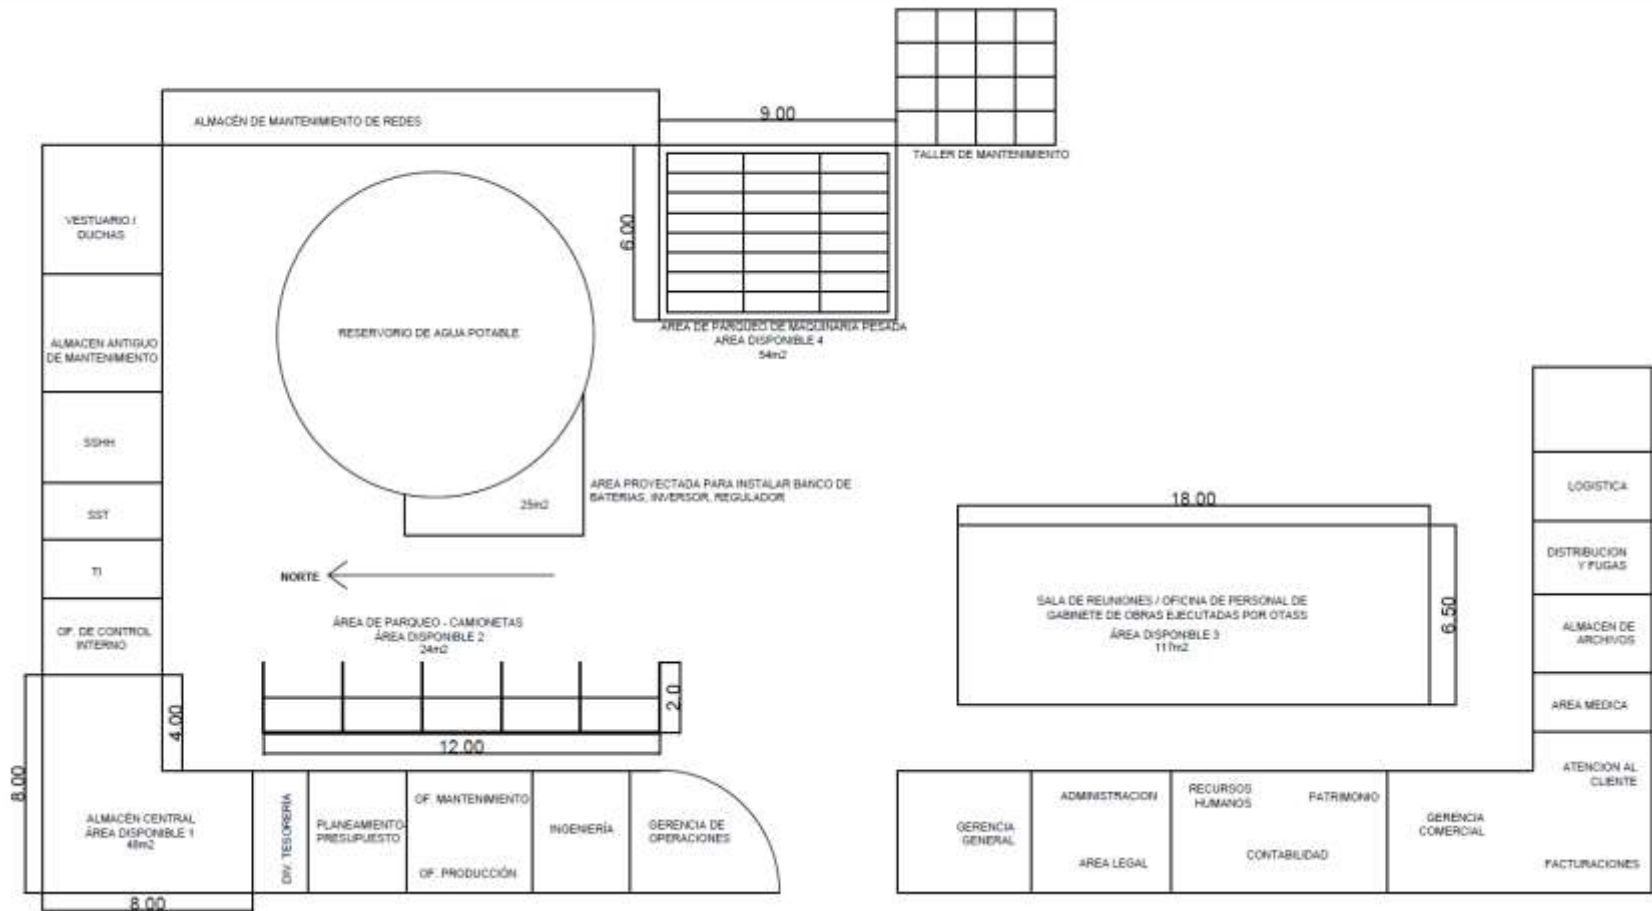 ALMACÉN DE MANTENIMIENTO DE REDES
9.00
TALLER DE MANTENIMIENTO
VESTUARIO /
DUCHAS
6.00
RESERVORIO DE AGUA POTABLE
AREA DE PARQUEO DE MAQUINARIA PESADA
AREA DISPONIBLE 4
54m2
ALMACEN ANTIGUO
DE MANTENIMIENTO
SSHH
SST
TI
OF. DE CONTROL
INTERNO
25m2
AREA PROYECTADA PARA INSTALAR BANCO DE
BATERIAS, INVERSOR, REGULADOR
NORTE
ÁREA DE PARQUEO - CAMIONETAS
ÁREA DISPONIBLE 2
24m2
2.0
12.00
4.00
8.00
ALMACÉN CENTRAL
ÁREA DISPONIBLE 1
48m2
8.00
DIV. TESORERÍA
PLANEAMIENTO-
PRESUPUESTO
OF. MANTENIMIENTO
OF. PRODUCCIÓN
INGENIERÍA
GERENCIA DE
OPERACIONES
18.00
6.50
SALA DE REUNIONES / OFICINA DE PERSONAL DE
GABINETE DE OBRAS EJECUTADAS POR OTASS
ÁREA DISPONIBLE 3
117m2
LOGISTICA
DISTRIBUCION
Y FUGAS
ALMACEN DE
ARCHIVOS
AREA MEDICA
ATENCION AL
CLIENTE
FACTURACIONES
GERENCIA
GENERAL
ADMINISTRACION
AREA LEGAL
RECURSOS
HUMANOS
PATRIMONIO
CONTABILIDAD
GERENCIA
COMERCIAL